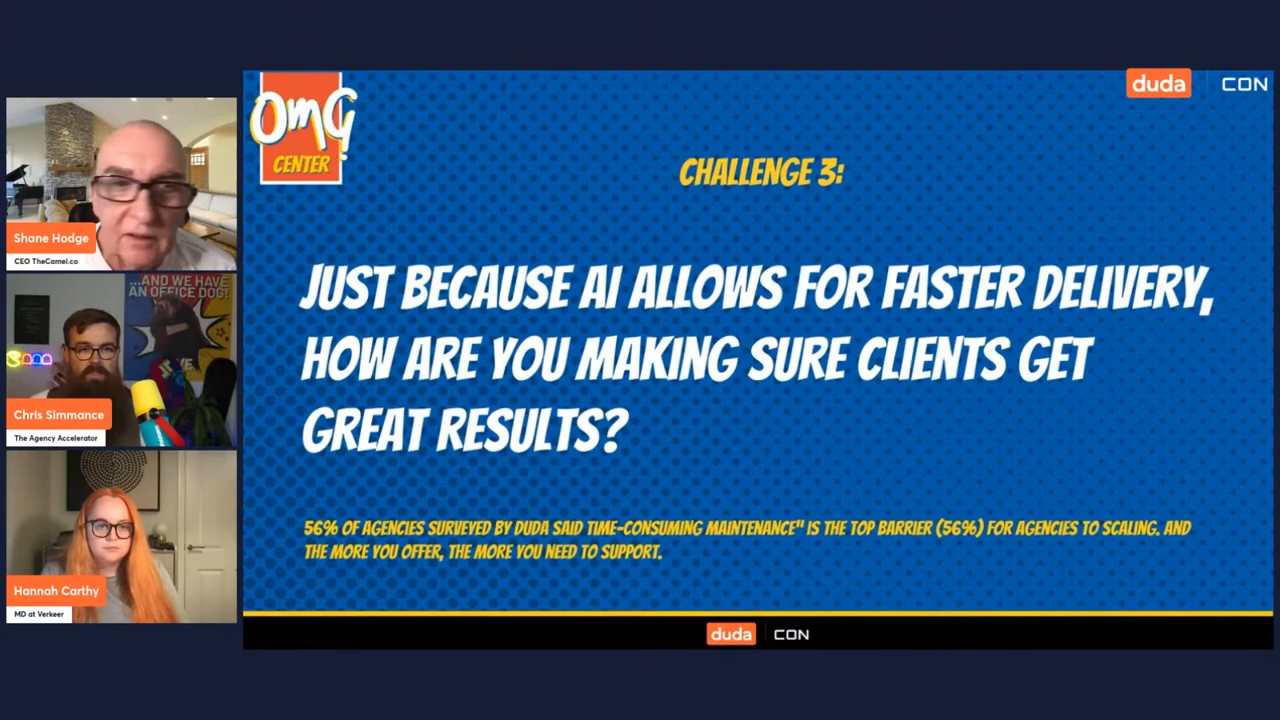 OMG
CENTER
duda CON
CHALLENGE 3:
JUST BECAUSE AI ALLOWS FOR FASTER DELIVERY,
HOW ARE YOU MAKING SURE CLIENTS GET
GREAT RESULTS?
56% OF AGENCIES SURVEYED BY DUDA SAID TIME-CONSUMING MAINTENANCE" IS THE TOP BARRIER (56%) FOR AGENCIES TO SCALING. AND
THE MORE YOU OFFER, THE MORE YOU NEED TO SUPPORT.
duda CON
Shane Hodge
CEO TheCamel.co
...AND WE HAVE
AN OFFICE DOG!
Chris Simmance
The Agency Accelerator
Hannah Carthy
MD at Verkeer